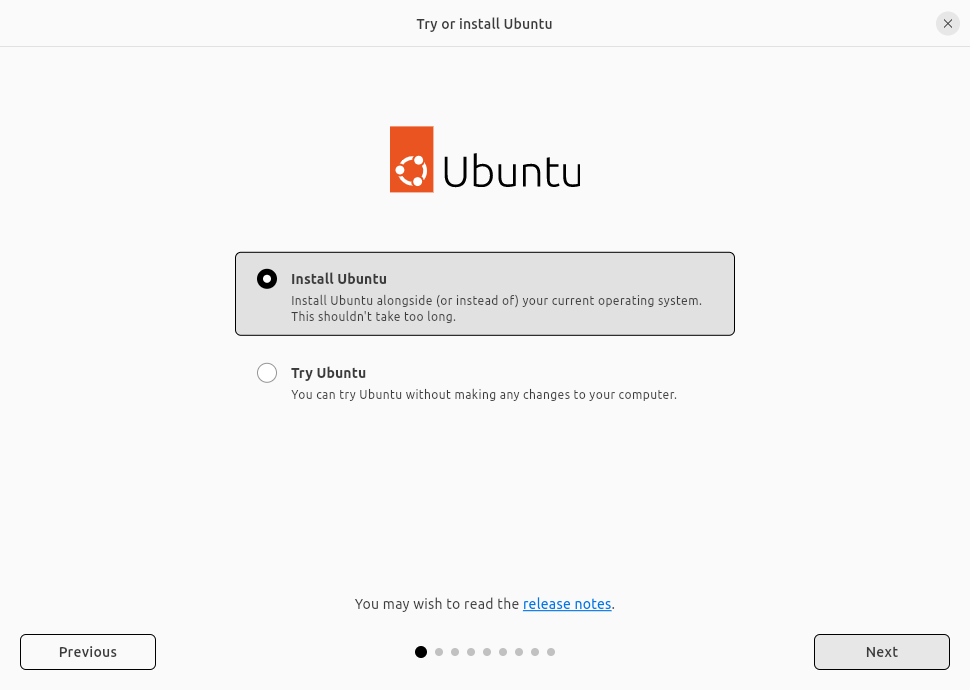 Try or install Ubuntu
Ubuntu
Install Ubuntu
Install Ubuntu alongside (or instead of) your current operating system.
This shouldn't take too long.
Try Ubuntu
You can try Ubuntu without making any changes to your computer.
You may wish to read the release notes.
Previous
Next